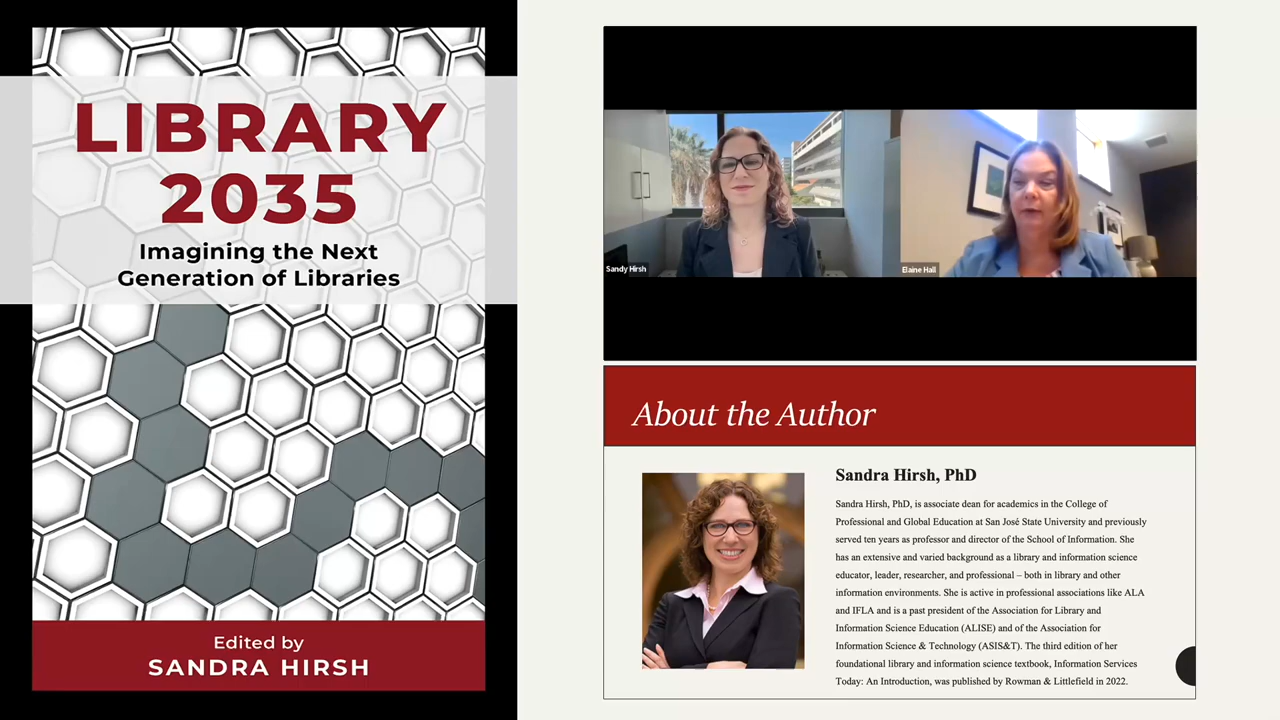 LIBRARY
2035
Imagining the Next
Generation of Libraries
Edited by
SANDRA HIRSH
Sandy Hirsh
Elaine Hall
About the Author
Sandra Hirsh, PhD
Sandra Hirsh, PhD, is associate dean for academics in the College of
Professional and Global Education at San José State University and previously
served ten years as professor and director of the School of Information. She
has an extensive and varied background as a library and information science
educator, leader, researcher, and professional – both in library and other
information environments. She is active in professional associations like ALA
and IFLA and is a past president of the Association for Library and
Information Science Education (ALISE) and of the Association for
Information Science & Technology (ASIS&T). The third edition of her
foundational library and information science textbook, Information Services
Today: An Introduction, was published by Rowman & Littlefield in 2022.